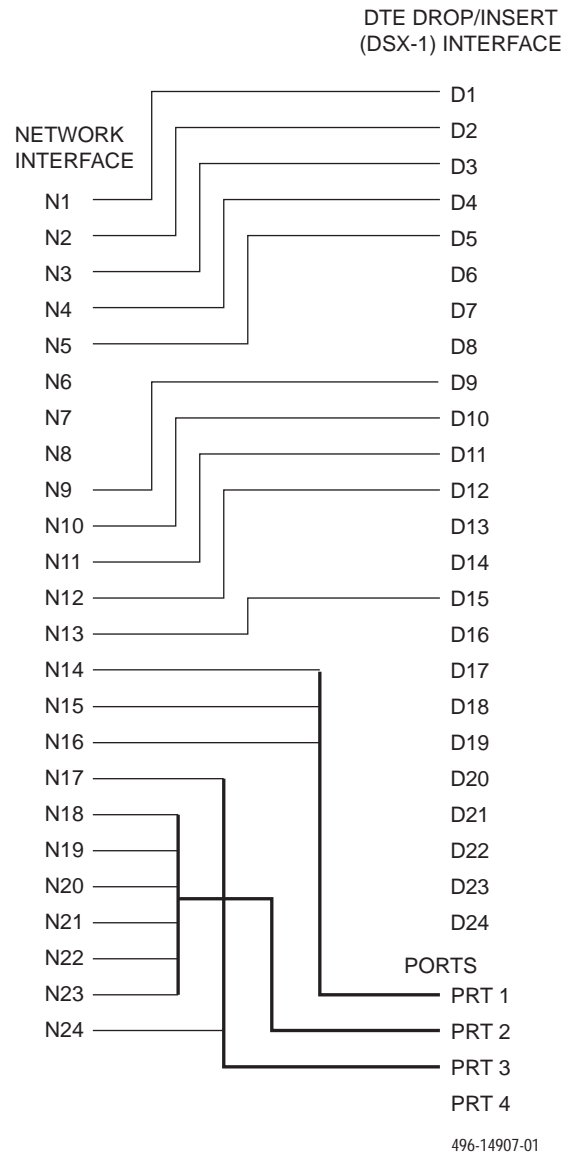 DTE DROP/INSERT
(DSX-1) INTERFACE
NETWORK
INTERFACE
N1
N2
N3
N4
N5
N6
N7
N8
N9
N10
N11
N12
N13
N14
N15
N16
N17
N18
N19
N20
N21
N22
N23
N24
D1
D2
D3
D4
D5
D6
D7
D8
D9
D10
D11
D12
D13
D14
D15
D16
D17
D18
D19
D20
D21
D22
D23
D24
PORTS
PRT 1
PRT 2
PRT 3
PRT 4
496-14907-01